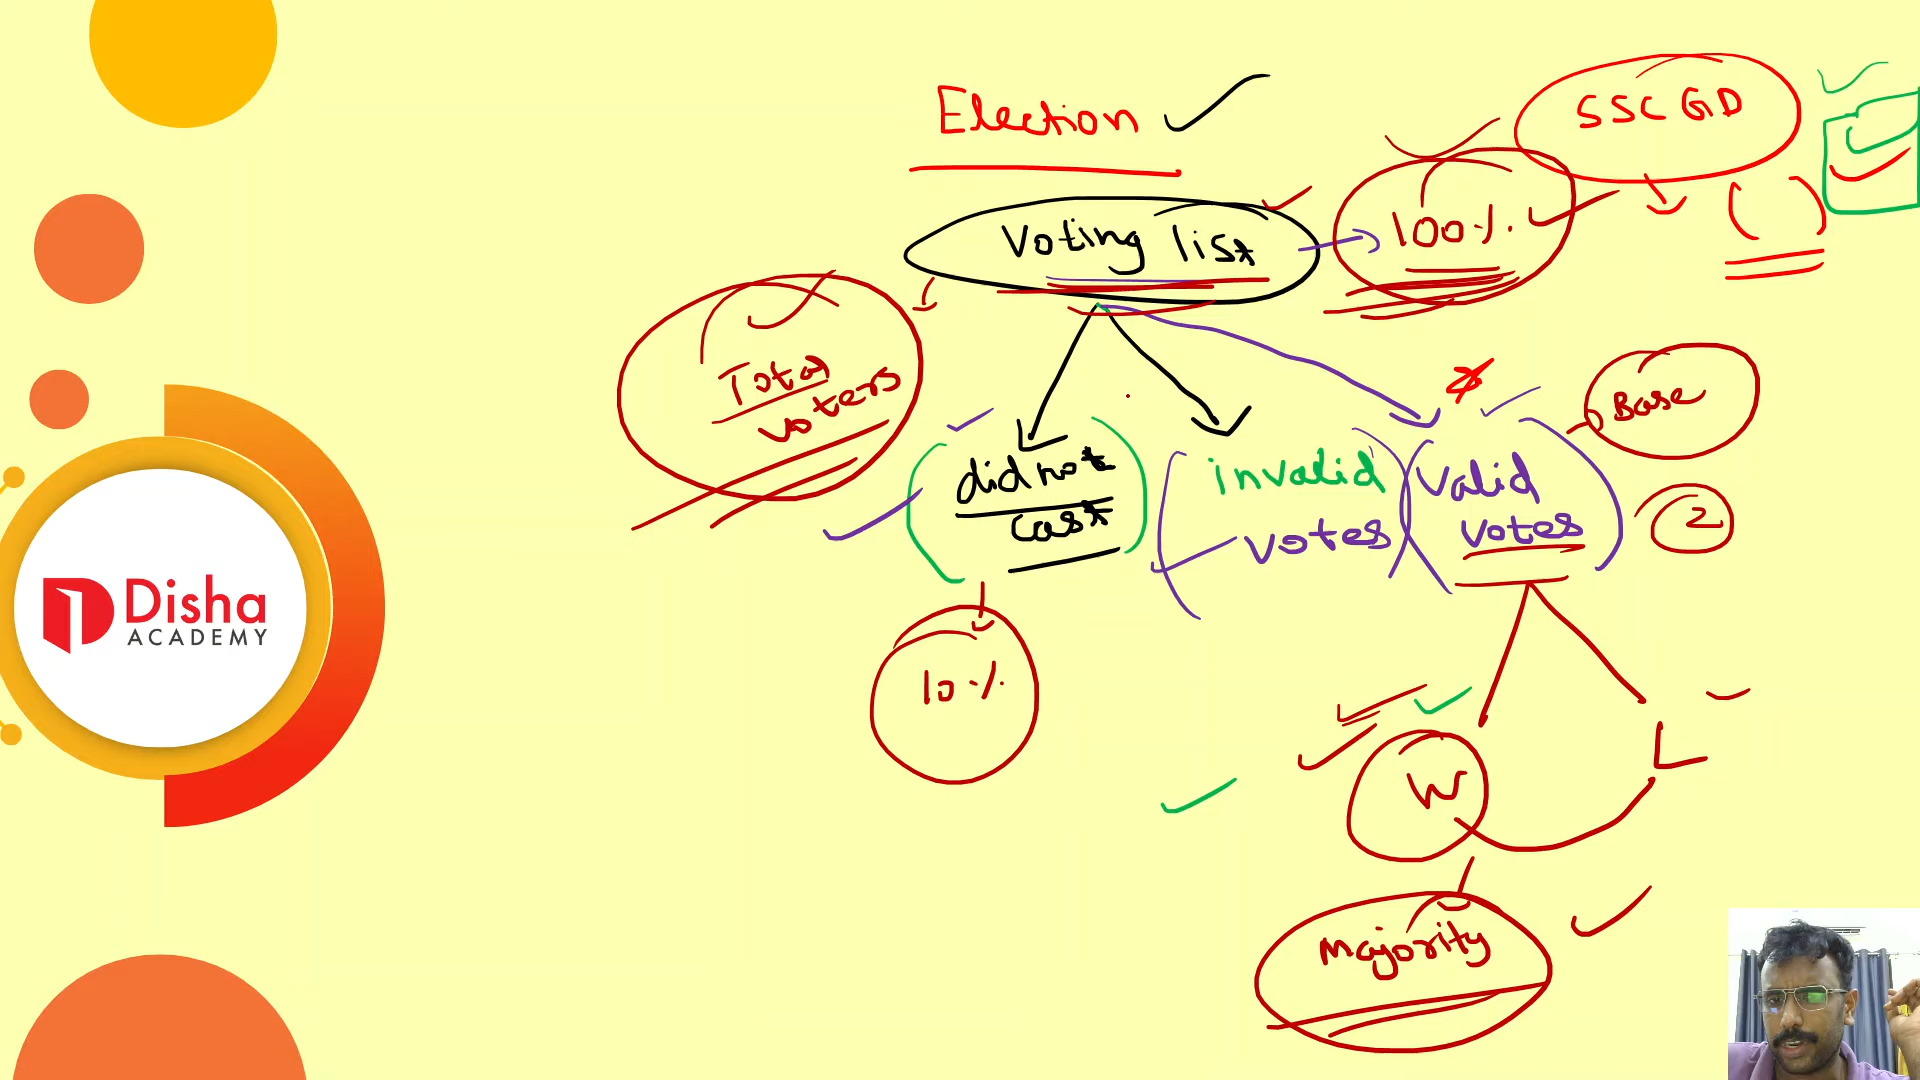 Election
SSC GD
Voting list
100%
Total
voters
Base
did not
cast
invalid
votes
valid
votes
2
10%
W
L
Majority
Disha
ACADEMY